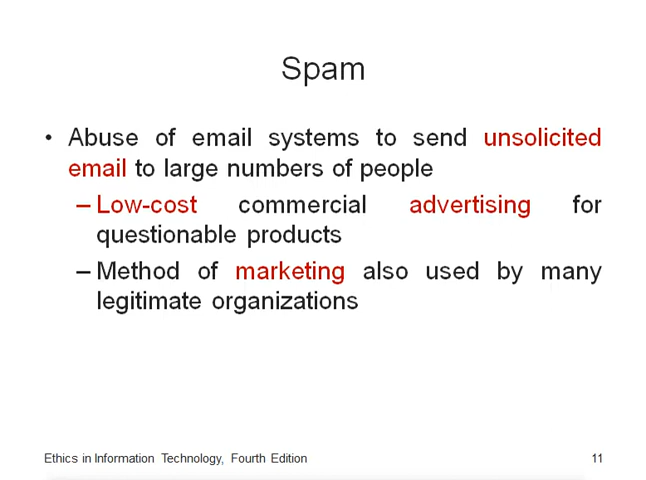 Spam
• Abuse of email systems to send unsolicited
email to large numbers of people
– Low-cost commercial advertising for
questionable products
– Method of marketing also used by many
legitimate organizations
Ethics in Information Technology, Fourth Edition 11